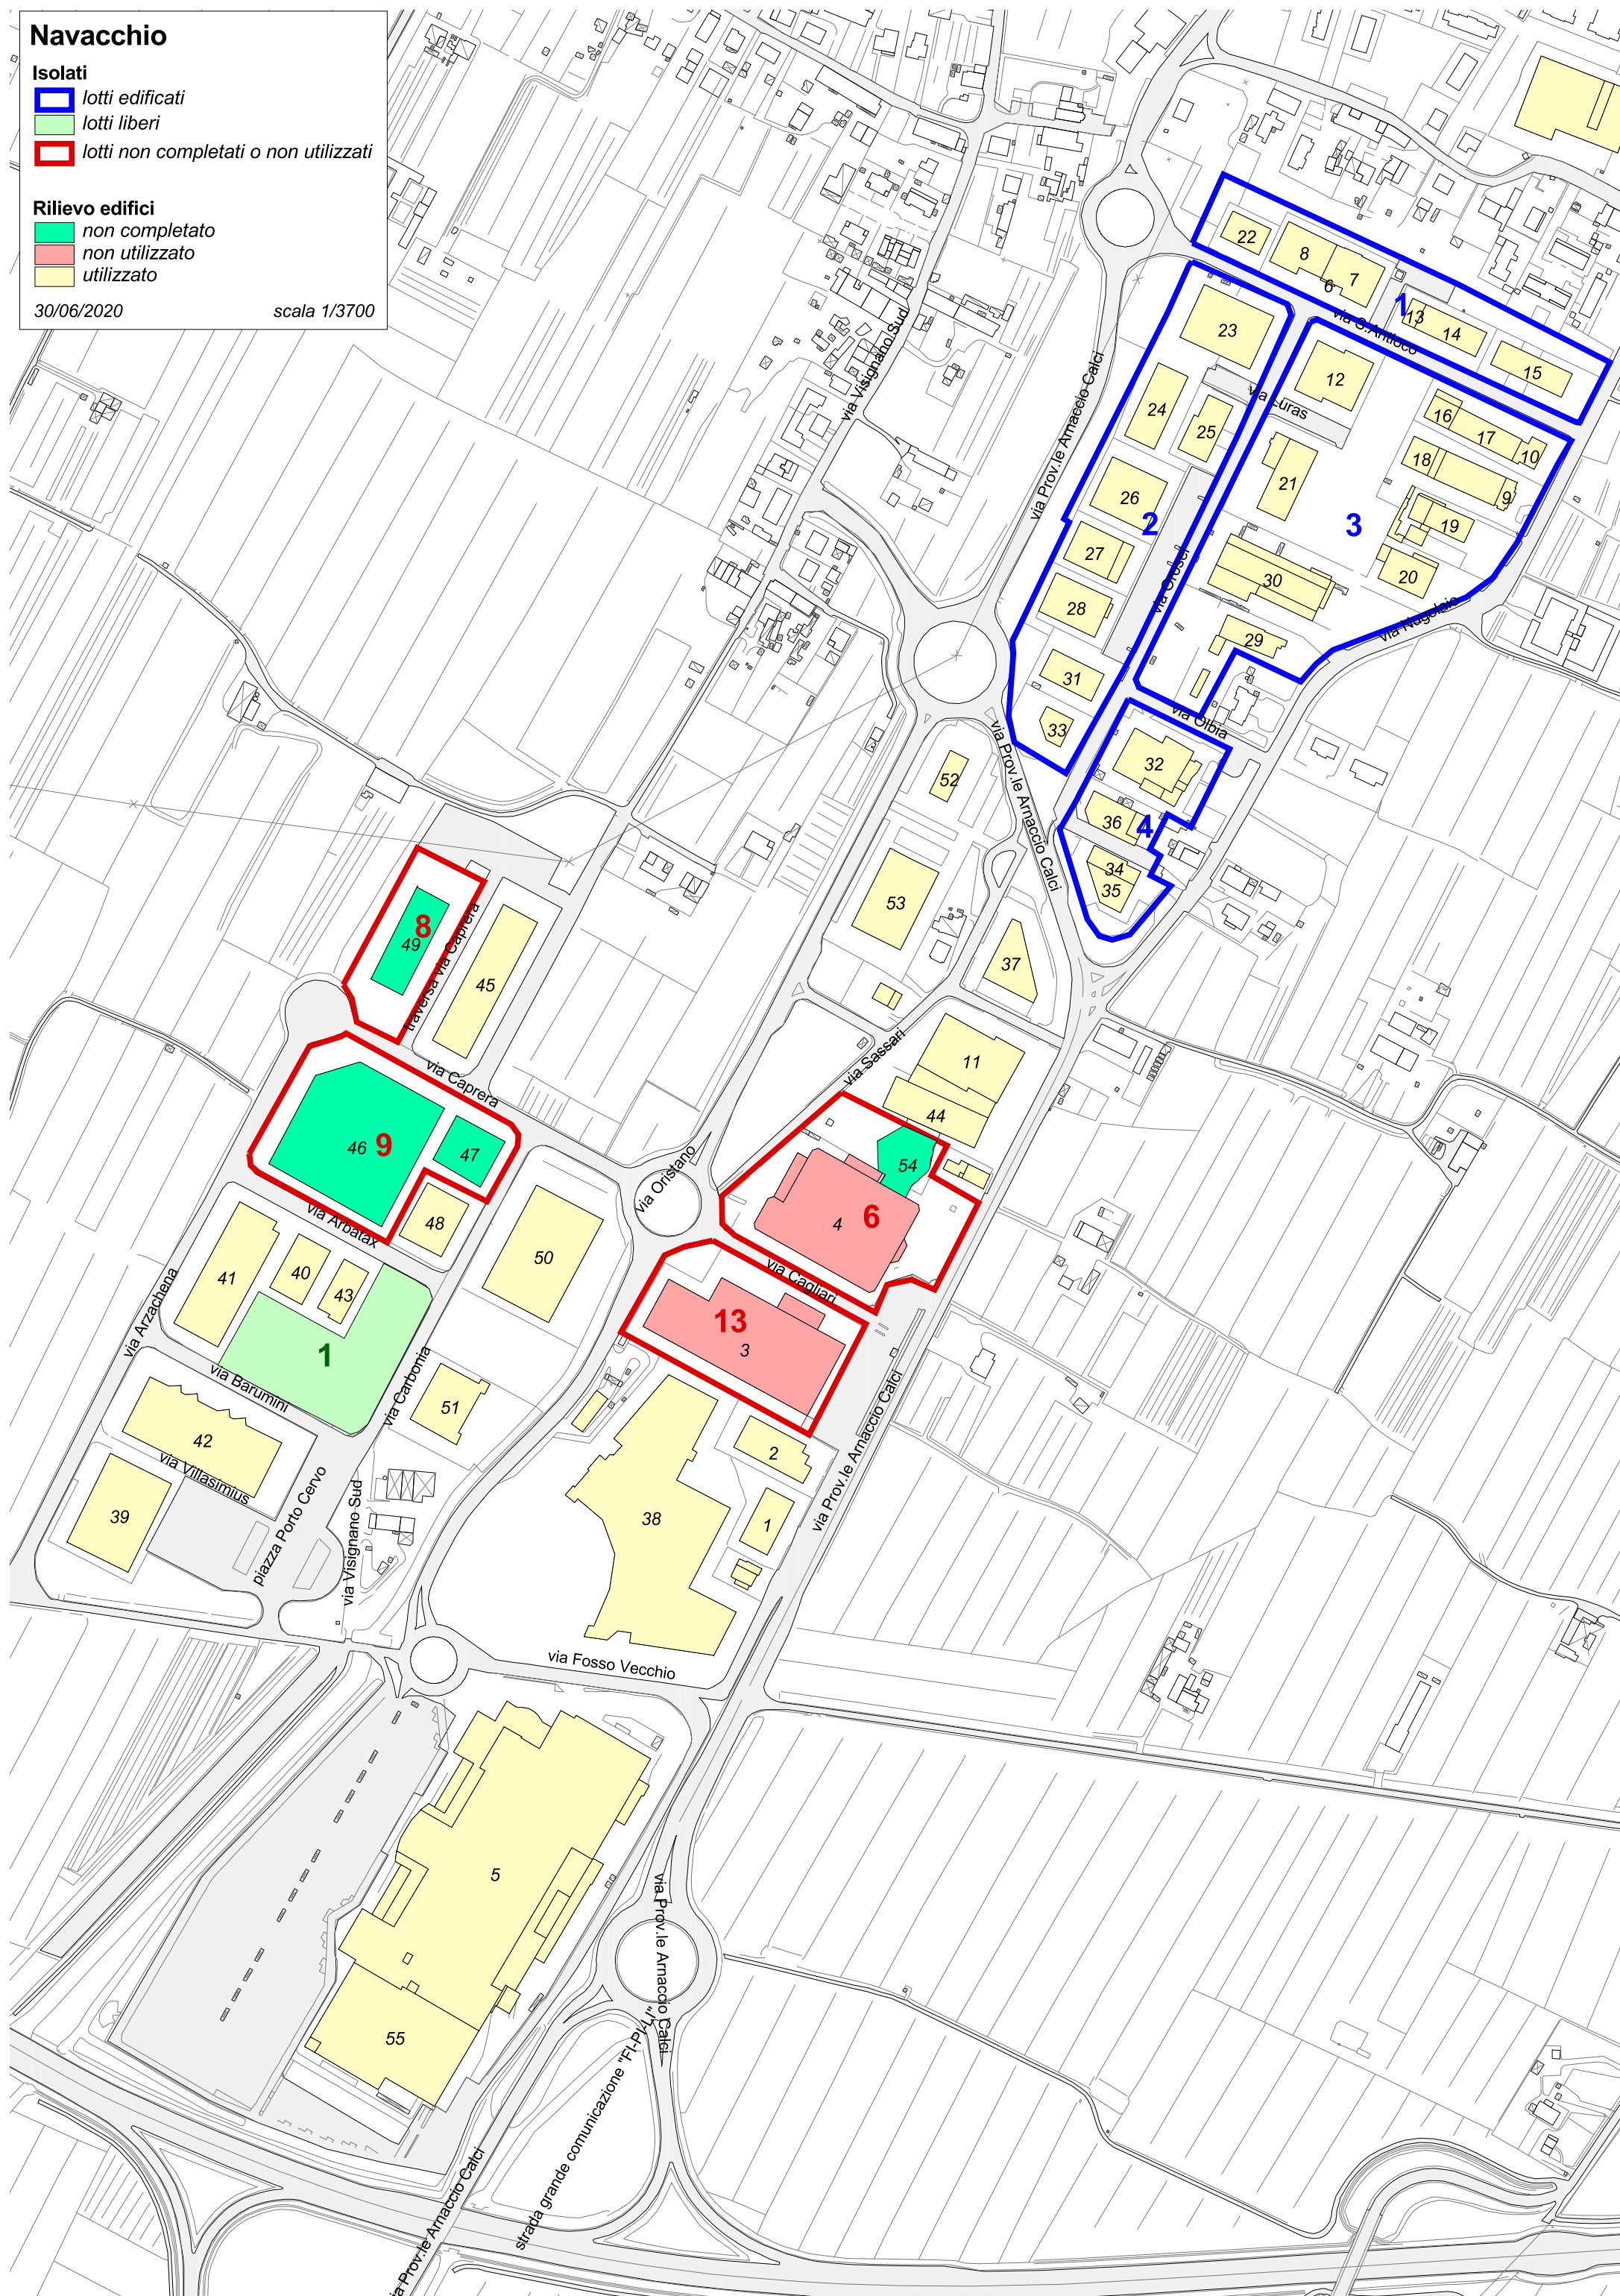 Navacchio
Isolati
lotti edificati
lotti liberi
lotti non completati o non utilizzati
Rilievo edifici
non completato
non utilizzato
utilizzato
30/06/2020 scala 1/3700
22
8
7
6
1
13
14
15
via S.Antioco
23
12
via Luras
via Visignano Sud
via Prov.le Arnaccio Calci
24
25
16
17
10
18
9
21
26
2
3
19
27
20
30
via Orosei
28
via Nugolaio
29
31
33
via Olbia
via Prov.le Arnaccio Calci
32
52
36
4
34
35
53
37
8
49
traversa via Caprera
45
via Sassari
11
via Caprera
44
46
9
47
54
via Oristano
4
6
48
via Arbatax
50
41
40
43
via Cagliari
via Arzachena
13
3
1
via Barumini
via Carbonia
51
42
2
via Villasimius
via Prov.le Arnaccio Calci
39
38
1
piazza Porto Cervo
via Visignano Sud
via Fosso Vecchio
5
via Prov.le Arnaccio Calci
55
strada grande comunicazione "FI-PI-LI"
via Prov.le Arnaccio Calci